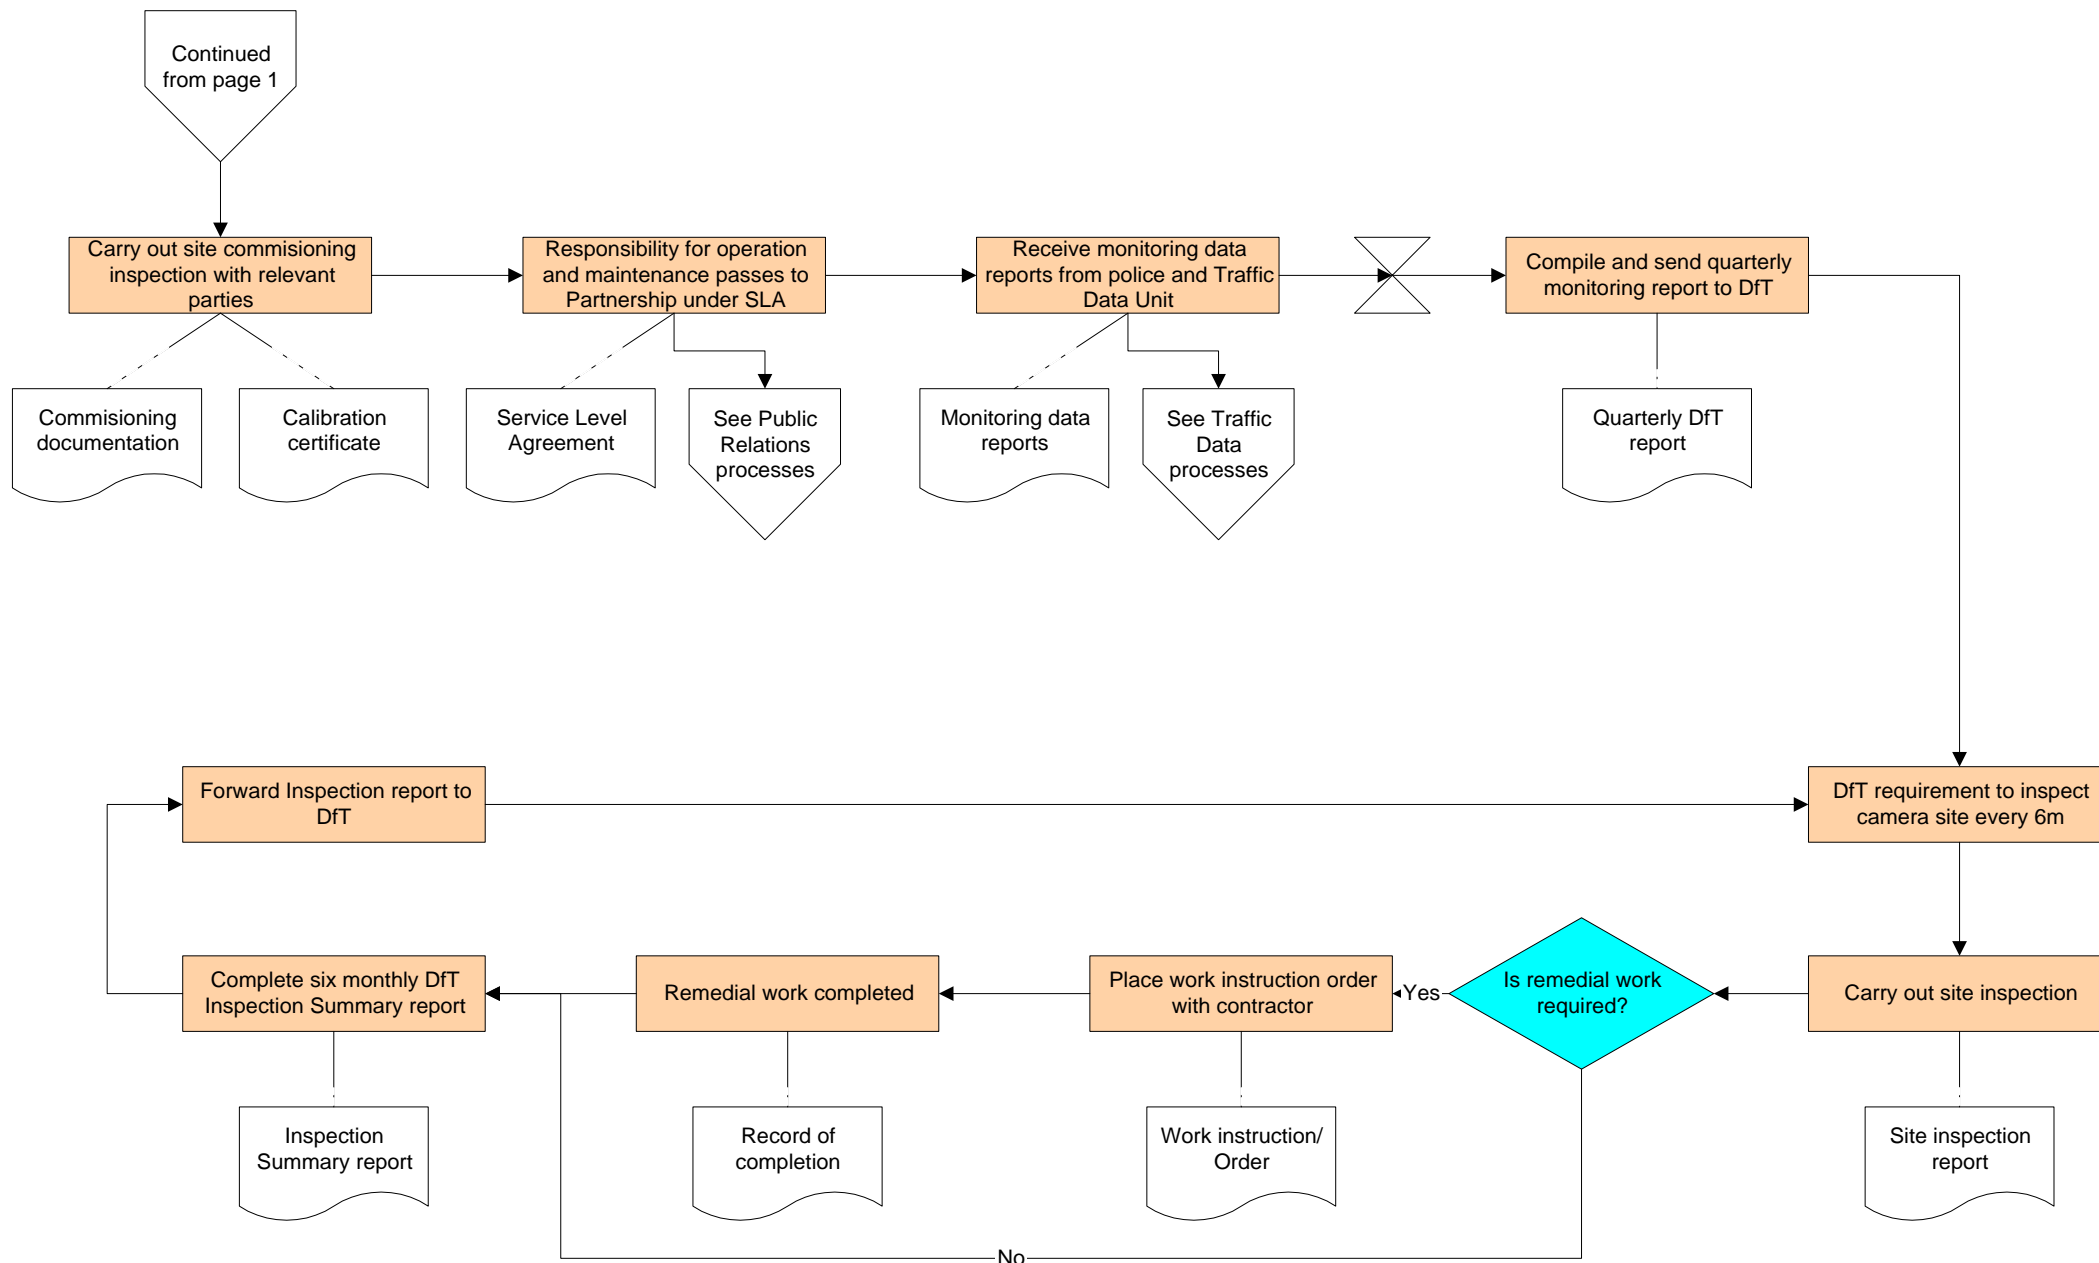 Continued
from page 1
Carry out site commisioning
inspection with relevant
parties
Responsibility for operation
and maintenance passes to
Partnership under SLA
Receive monitoring data
reports from police and Traffic
Data Unit
Compile and send quarterly
monitoring report to DfT
Commisioning
documentation
Calibration
certificate
Service Level
Agreement
See Public
Relations
processes
Monitoring data
reports
See Traffic
Data
processes
Quarterly DfT
report
Forward Inspection report to
DfT
DfT requirement to inspect
camera site every 6m
Complete six monthly DfT
Inspection Summary report
Remedial work completed
Place work instruction order
with contractor
Yes
Is remedial work
required?
Carry out site inspection
Inspection
Summary report
Record of
completion
Work instruction/
Order
Site inspection
report
No